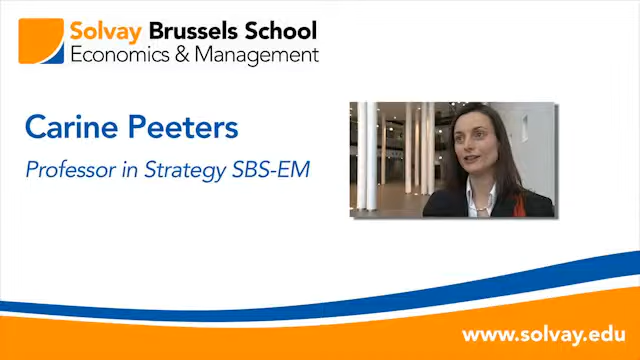 Solvay Brussels School
Economics & Management
Carine Peeters
Professor in Strategy SBS-EM
www.solvay.edu